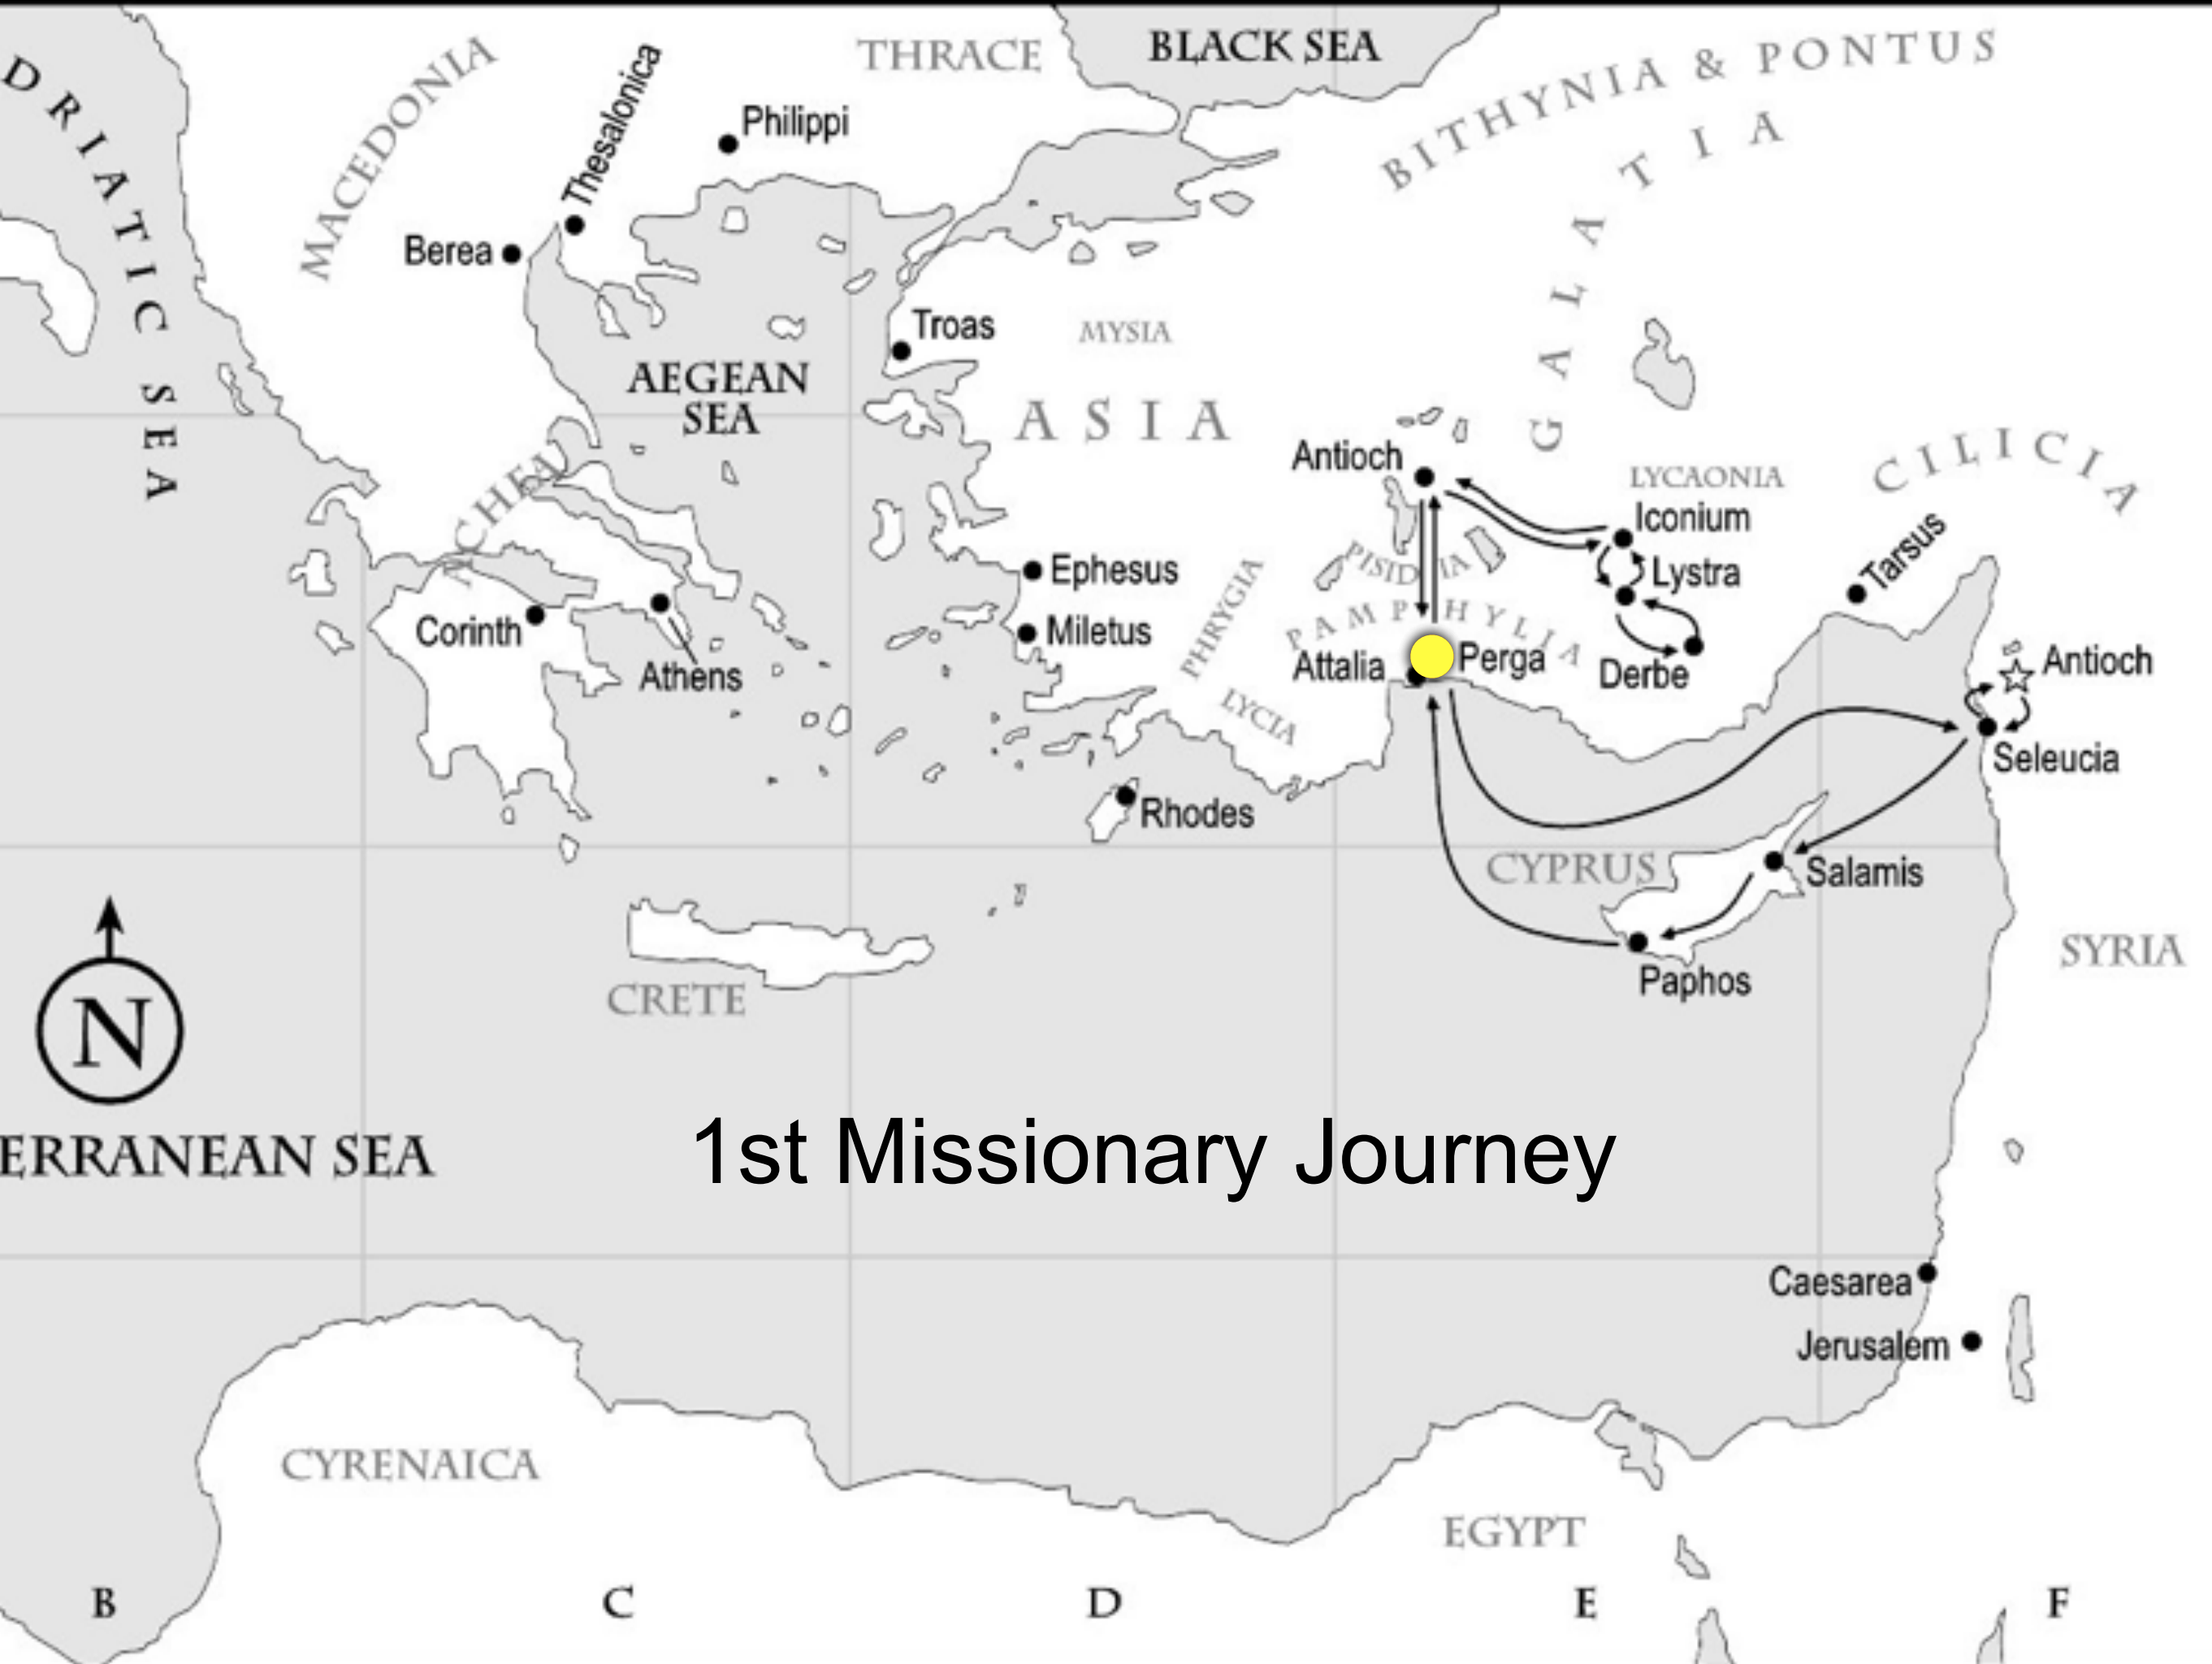 BLACK SEA
THRACE
BITHYNIA & PONTUS
DRIATIC SEA
MACEDONIA
Thesalonica
Philippi
Berea
GALATIA
Troas
MYSIA
AEGEAN
SEA
ASIA
Antioch
LYCAONIA
CILICIA
ACHEA
Iconium
Tarsus
Ephesus
PISIDIA
Lystra
PHRYGIA
PAMPHYLIA
Corinth
Miletus
Athens
Attalia
Perga
Derbe
Antioch
LYCIA
Seleucia
Rhodes
CYPRUS
Salamis
SYRIA
Paphos
CRETE
N
ERRANEAN SEA
1st Missionary Journey
Caesarea
Jerusalem
CYRENAICA
EGYPT
B C D E F